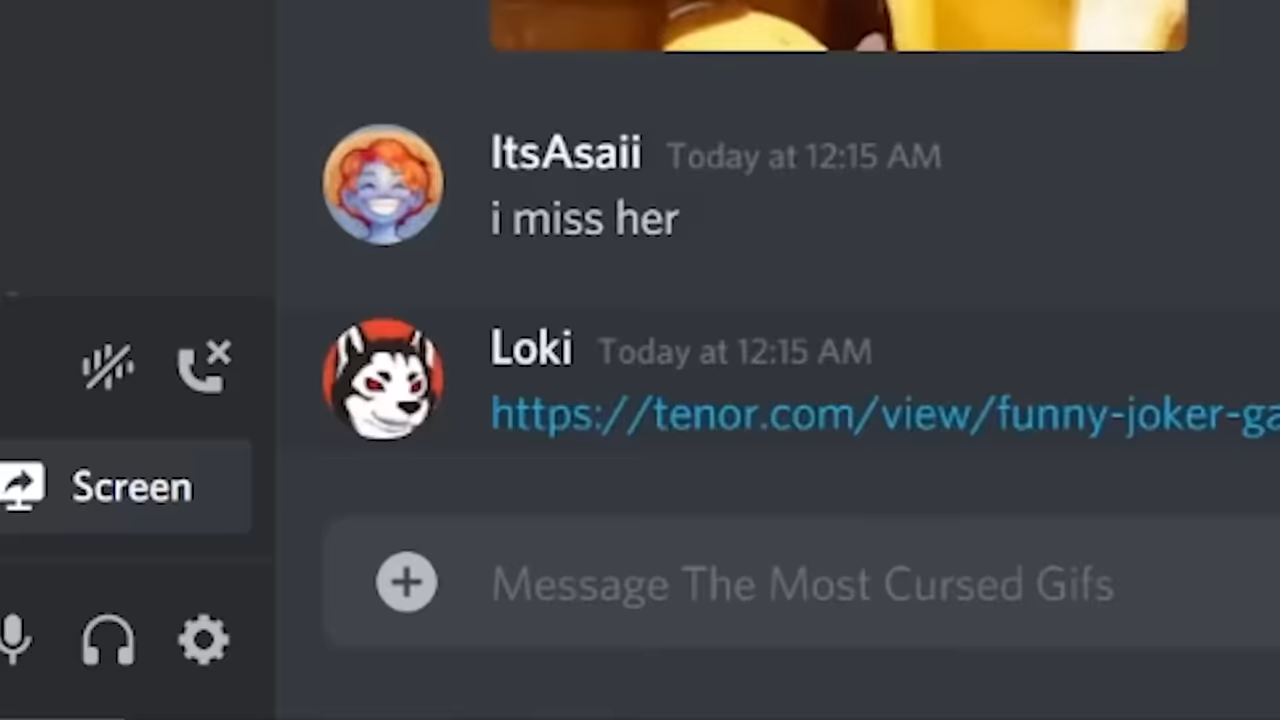 ItsAsaii Today at 12:15 AM
i miss her
Loki Today at 12:15 AM
https://tenor.com/view/funny-joker-ga
Screen
Message The Most Cursed Gifs